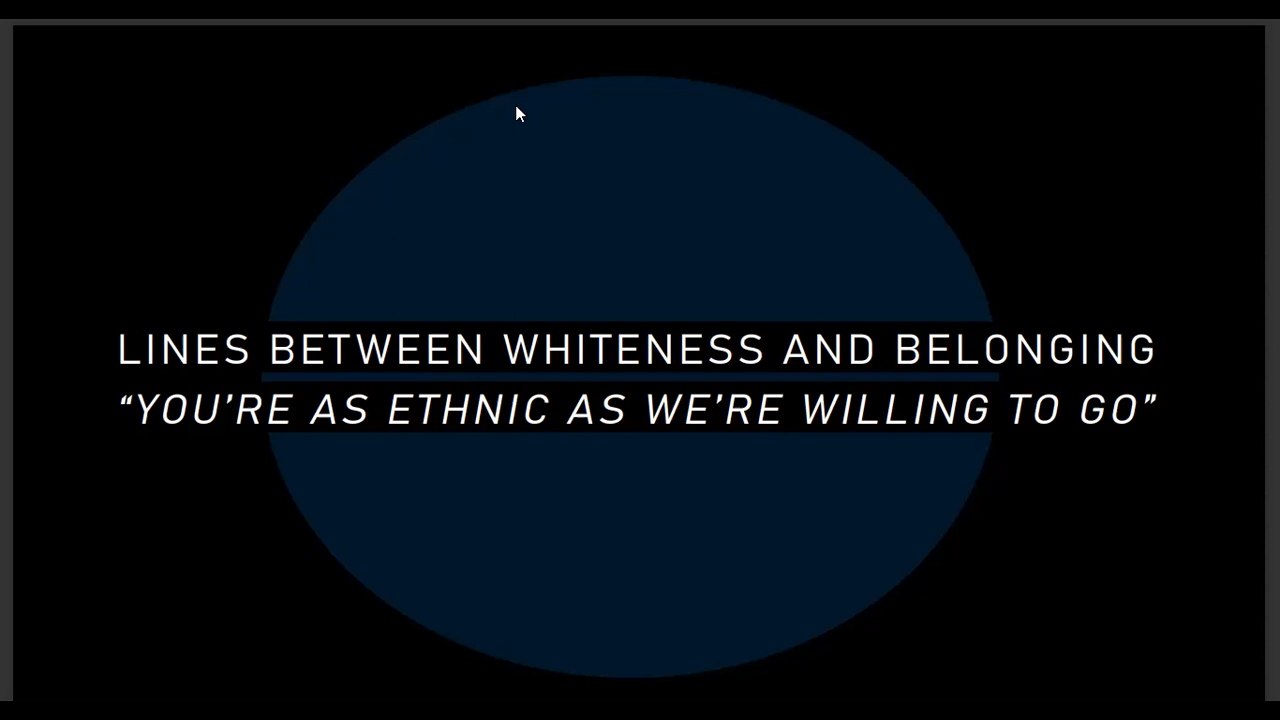 LINES BETWEEN WHITENESS AND BELONGING
“YOU’RE AS ETHNIC AS WE’RE WILLING TO GO”